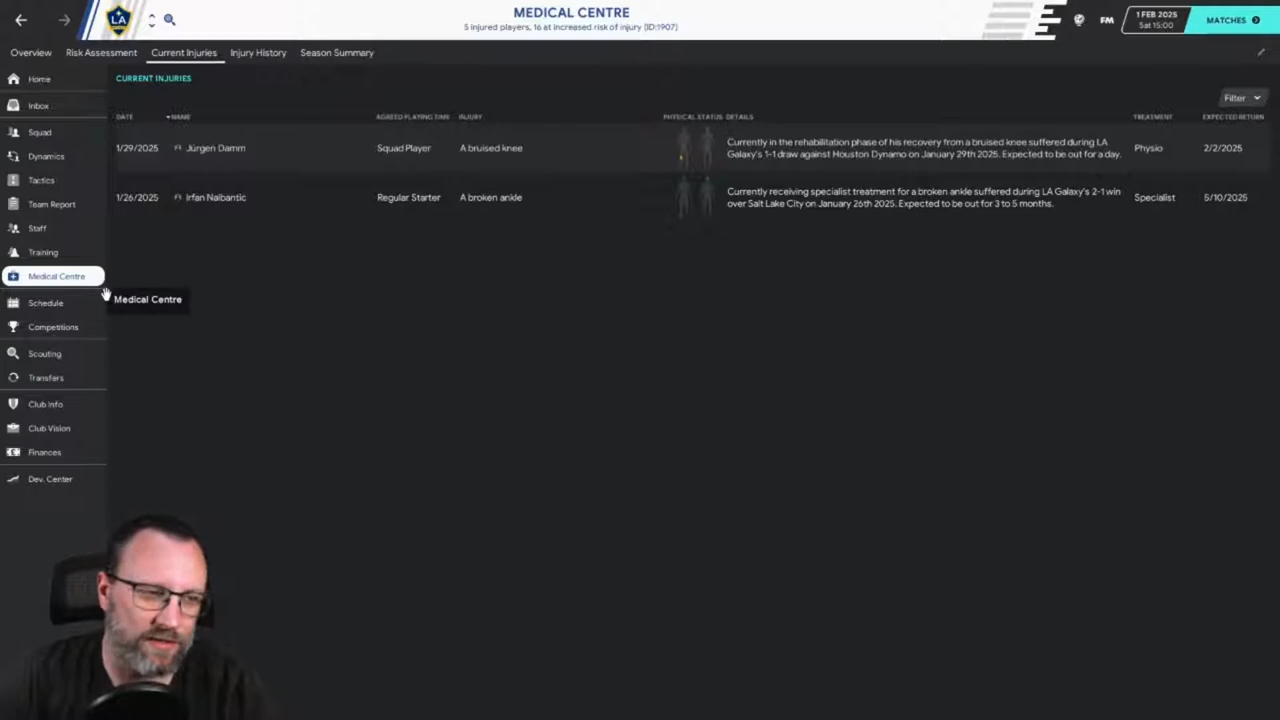 LA
MEDICAL CENTRE
5 injured players, 16 at increased risk of injury (ID:1907)
FM
1 FEB 2025
Sat 15:00
MATCHES
Overview
Risk Assessment
Current Injuries
Injury History
Season Summary
Home
Inbox
Squad
Dynamics
Tactics
Team Report
Staff
Training
Medical Centre
Schedule
Competitions
Scouting
Transfers
Club Info
Club Vision
Finances
Dev. Center
Medical Centre
CURRENT INJURIES
Filter
DATE NAME AGREED PLAYING TIME INJURY PHYSICAL STATUS DETAILS TREATMENT EXPECTED RETURN
1/29/2025 Jürgen Damm Squad Player A bruised knee
Currently in the rehabilitation phase of his recovery from a bruised knee suffered during LA
Galaxy's 1-1 draw against Houston Dynamo on January 29th 2025. Expected to be out for a day.
Physio 2/2/2025
1/26/2025 Irfan Nalbantic Regular Starter A broken ankle
Currently receiving specialist treatment for a broken ankle suffered during LA Galaxy's 2-1 win
over Salt Lake City on January 26th 2025. Expected to be out for 3 to 5 months.
Specialist 5/10/2025